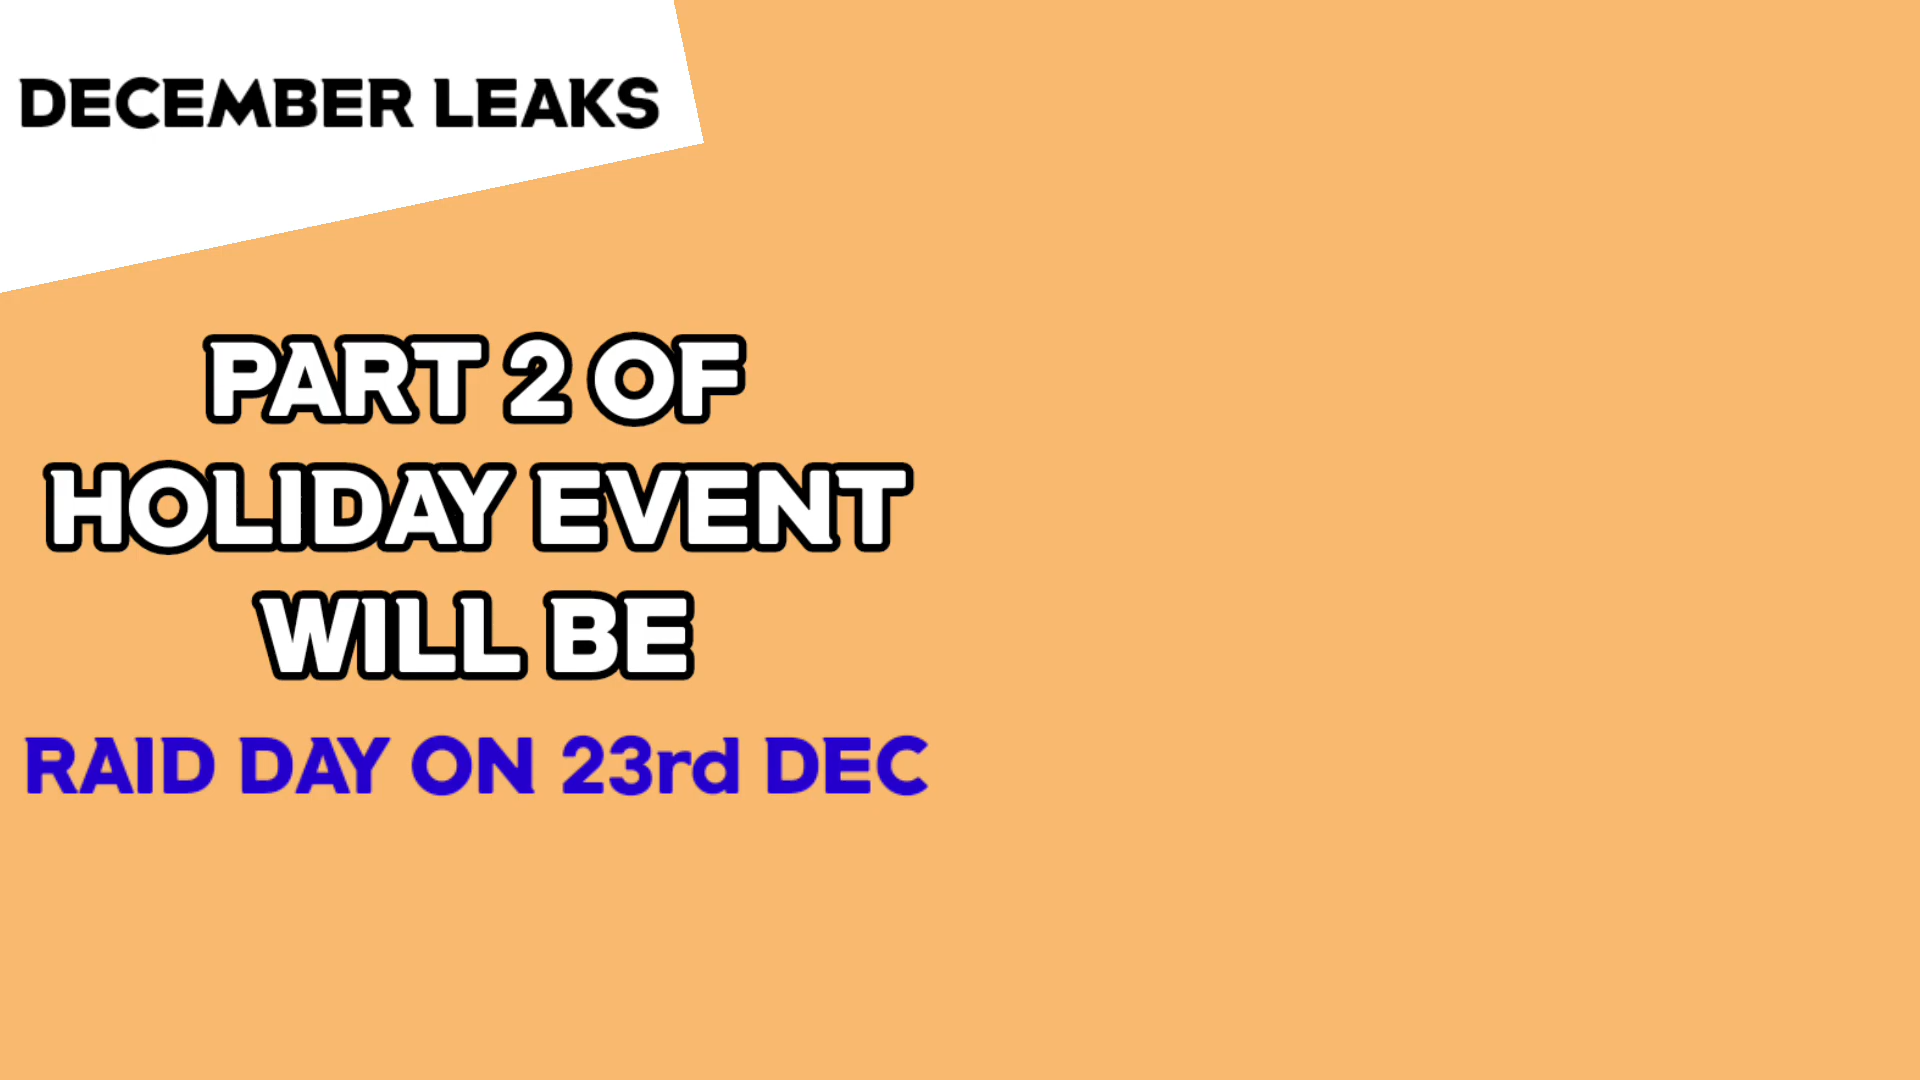 DECEMBER LEAKS
PART 2 OF
HOLIDAY EVENT
WILL BE
RAID DAY ON 23rd DEC